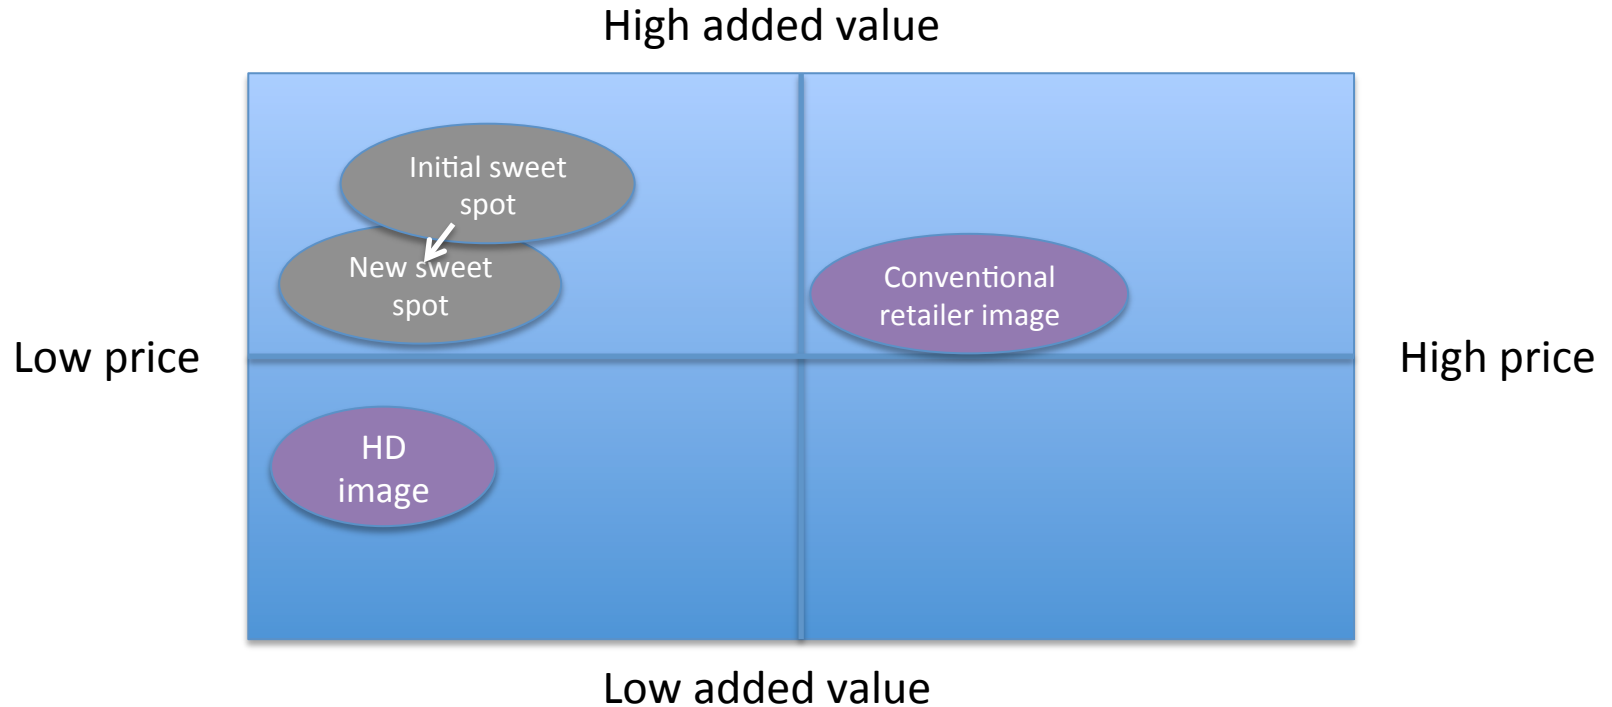 High added value
Initial sweet
spot
New sweet
spot
Conventional
retailer image
Low price
High price
HD
image
Low added value